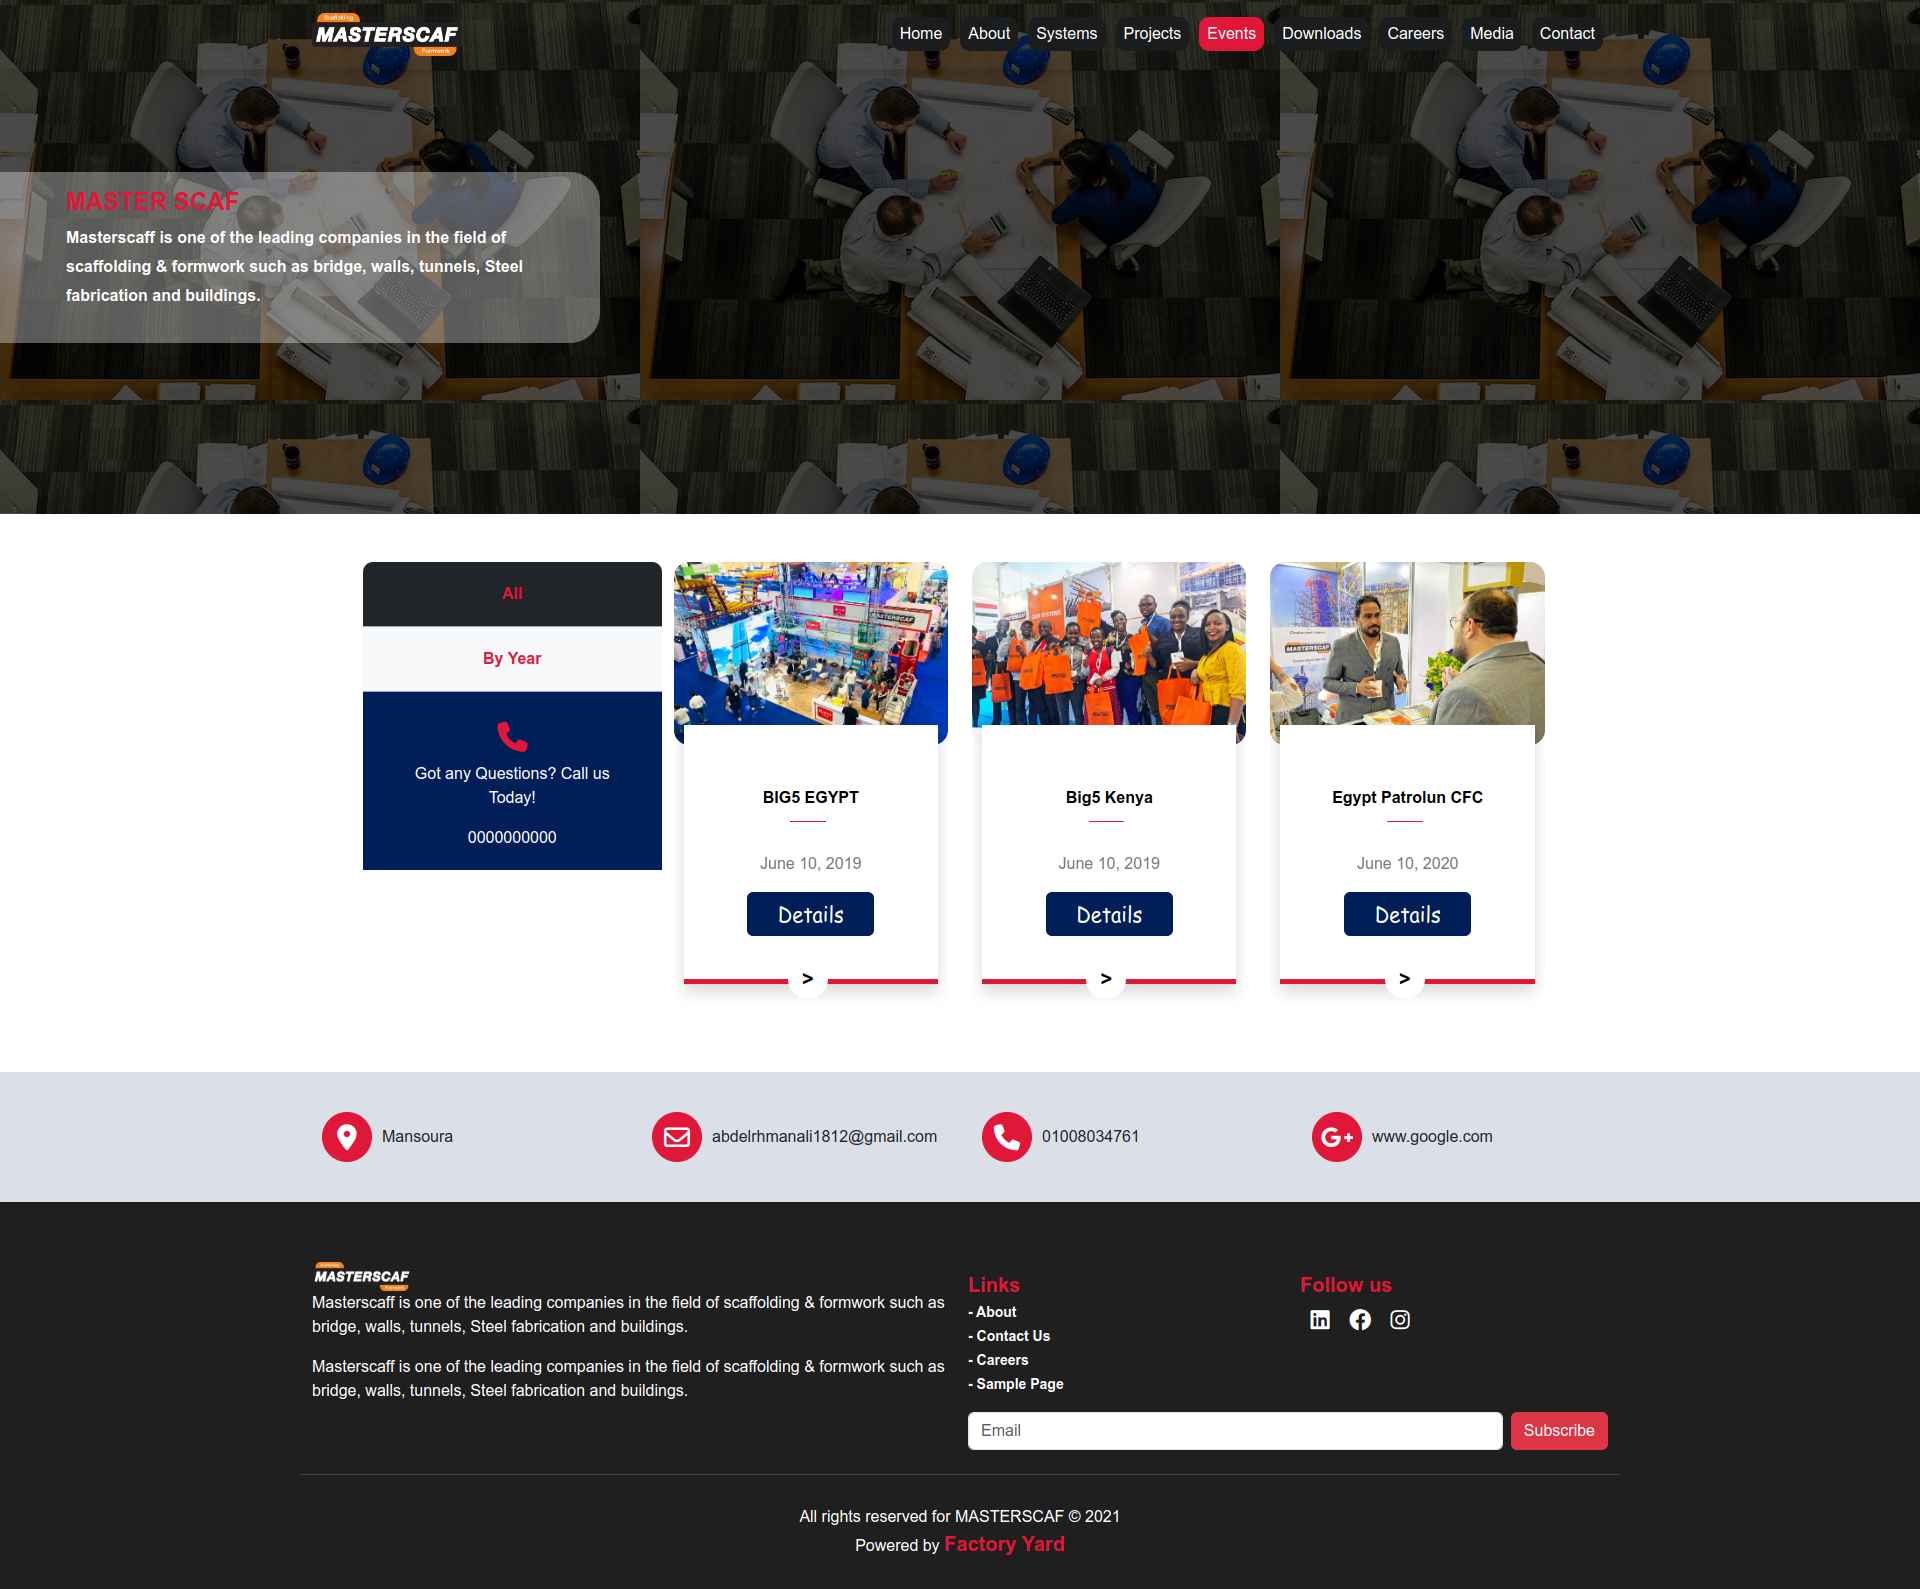 Scaffolding
MASTERSCAF
Formwork
Home
About
Systems
Projects
Events
Downloads
Careers
Media
Contact
MASTER SCAF
Masterscaff is one of the leading companies in the field of
scaffolding & formwork such as bridge, walls, tunnels, Steel
fabrication and buildings.
All
By Year
Got any Questions? Call us
Today!
0000000000
MASTERSCAF
BIG5 EGYPT
June 10, 2019
Details
>
OUR SYSTEMS
Big5 Kenya
June 10, 2019
Details
>
MASTERSCAF
Egypt Patrolun CFC
June 10, 2020
Details
>
Mansoura
abdelrhmanali1812@gmail.com
01008034761
www.google.com
Scaffolding
MASTERSCAF
Formwork
Masterscaff is one of the leading companies in the field of scaffolding & formwork such as
bridge, walls, tunnels, Steel fabrication and buildings.
Masterscaff is one of the leading companies in the field of scaffolding & formwork such as
bridge, walls, tunnels, Steel fabrication and buildings.
Links
- About
- Contact Us
- Careers
- Sample Page
Follow us
Email
Subscribe
All rights reserved for MASTERSCAF © 2021
Powered by Factory Yard